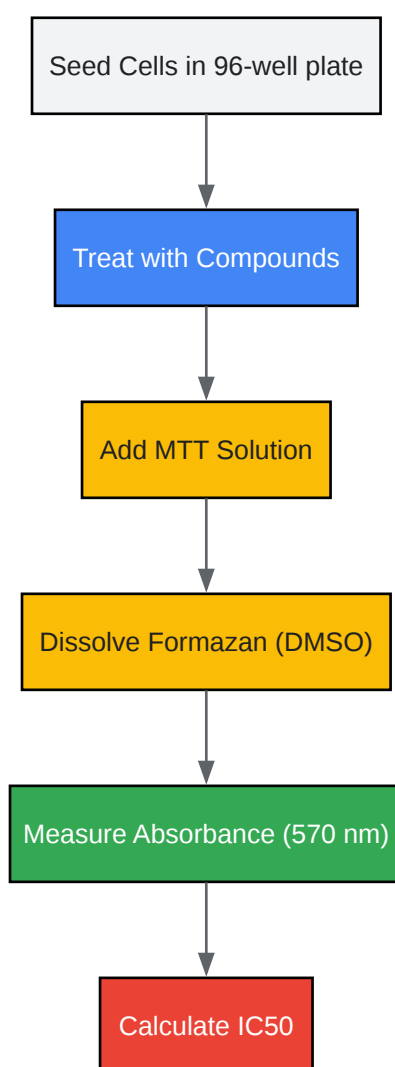 Seed Cells in 96-well plate
Treat with Compounds
Add MTT Solution
Dissolve Formazan (DMSO)
Measure Absorbance (570 nm)
Calculate IC50